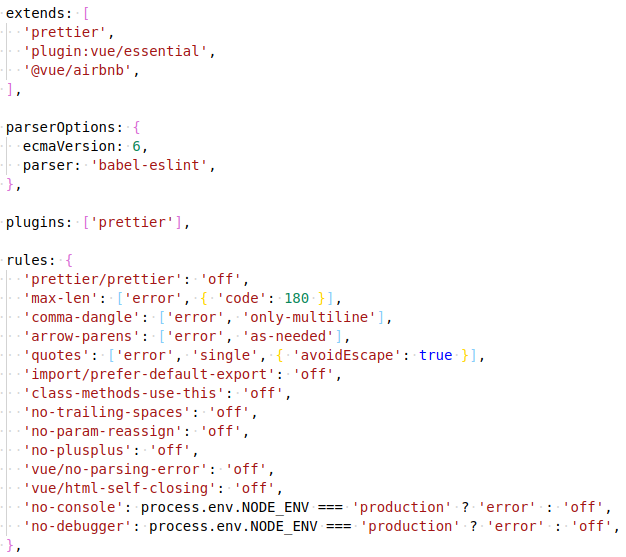 extends: [
  'prettier',
  'plugin:vue/essential',
  '@vue/airbnb',
],

parserOptions: {
  ecmaVersion: 6,
  parser: 'babel-eslint',
},

plugins: ['prettier'],

rules: {
  'prettier/prettier': 'off',
  'max-len': ['error', { 'code': 180 }],
  'comma-dangle': ['error', 'only-multiline'],
  'arrow-parens': ['error', 'as-needed'],
  'quotes': ['error', 'single', { 'avoidEscape': true }],
  'import/prefer-default-export': 'off',
  'class-methods-use-this': 'off',
  'no-trailing-spaces': 'off',
  'no-param-reassign': 'off',
  'no-plusplus': 'off',
  'vue/no-parsing-error': 'off',
  'vue/html-self-closing': 'off',
  'no-console': process.env.NODE_ENV === 'production' ? 'error' : 'off',
  'no-debugger': process.env.NODE_ENV === 'production' ? 'error' : 'off',
},